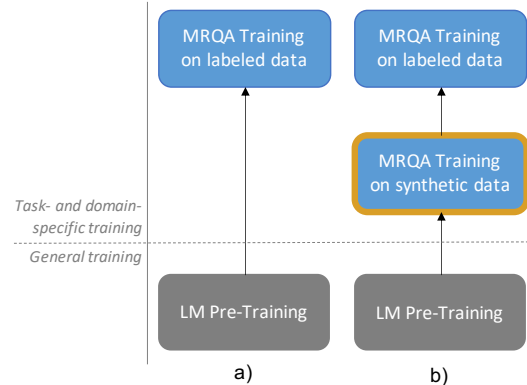 MRQA Training
on labeled data
MRQA Training
on labeled data
MRQA Training
on synthetic data
Task- and domain-
specific training
General training
LM Pre-Training
LM Pre-Training
a)
b)